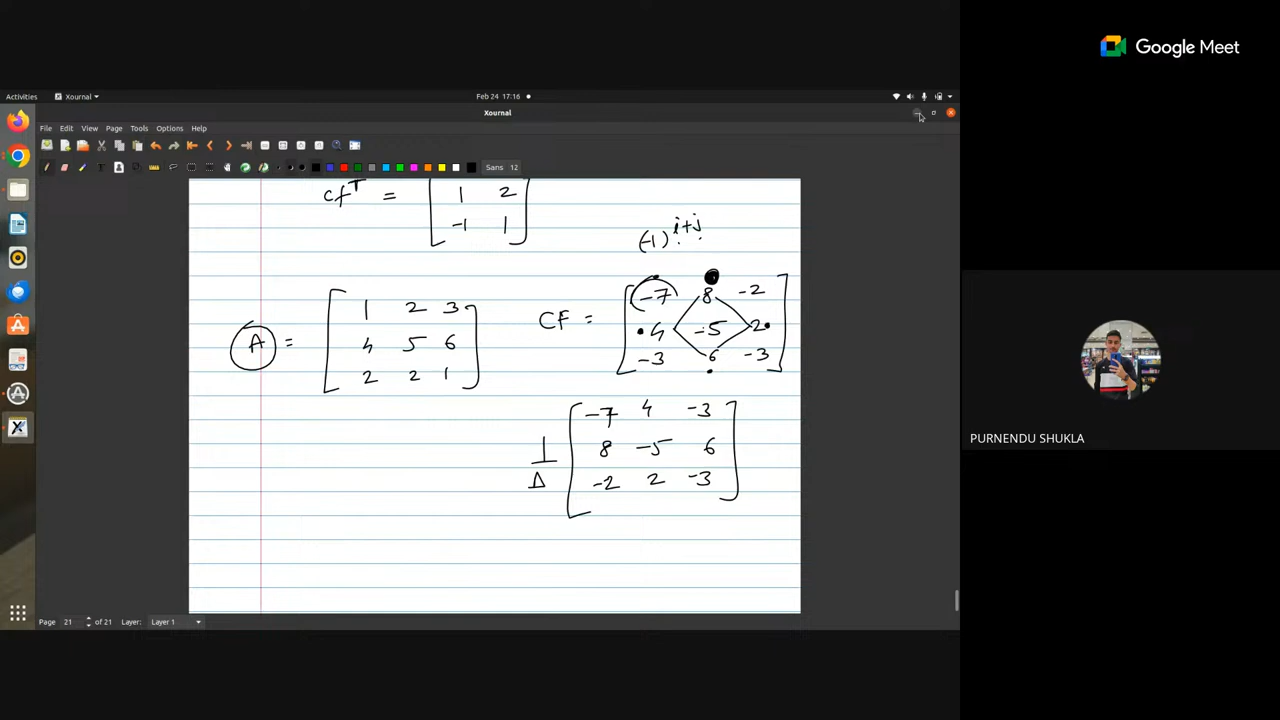 Google Meet
Activities Xournal Feb 24 17:16
Xournal
File Edit View Page Tools Options Help
Sans 12
cf^T = [ 1 2
-1 1 ]
(-1)^i+j
A = [ 1 2 3
4 5 6
2 2 1 ]
CF = [ -7 8 -2
4 -5 2
-3 6 -3 ]
1/Δ [ -7 4 -3
8 -5 6
-2 2 -3 ]
PURNENDU SHUKLA
Page 21 of 21 Layer: Layer 1